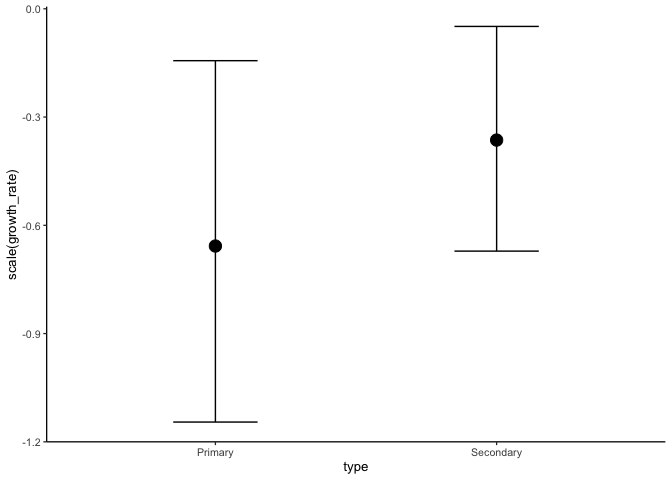 0.0
-0.3
-0.6
-0.9
-1.2
scale(growth_rate)
Primary
Secondary
type